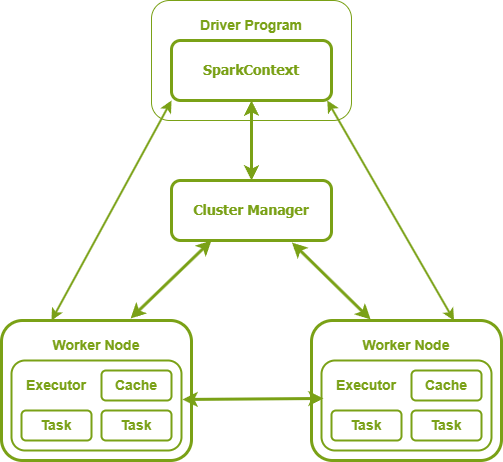 Driver Program
SparkContext
Cluster Manager
Worker Node
Executor
Cache
Task
Task
Worker Node
Executor
Cache
Task
Task